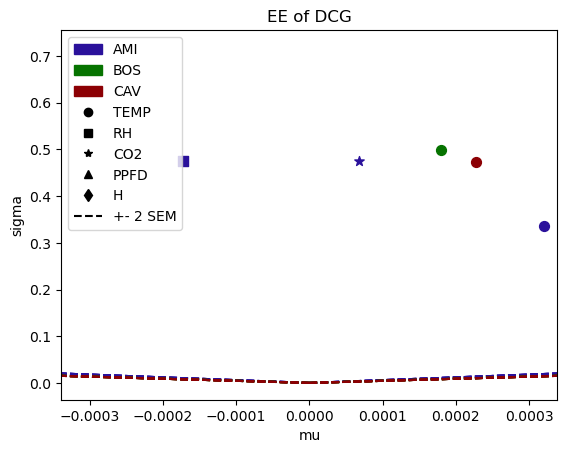 EE of DCG
sigma
0.7
0.6
0.5
0.4
0.3
0.2
0.1
0.0
AMI
BOS
CAV
TEMP
RH
CO2
PPFD
H
+- 2 SEM
−0.0003 −0.0002 −0.0001 0.0000 0.0001 0.0002 0.0003
mu